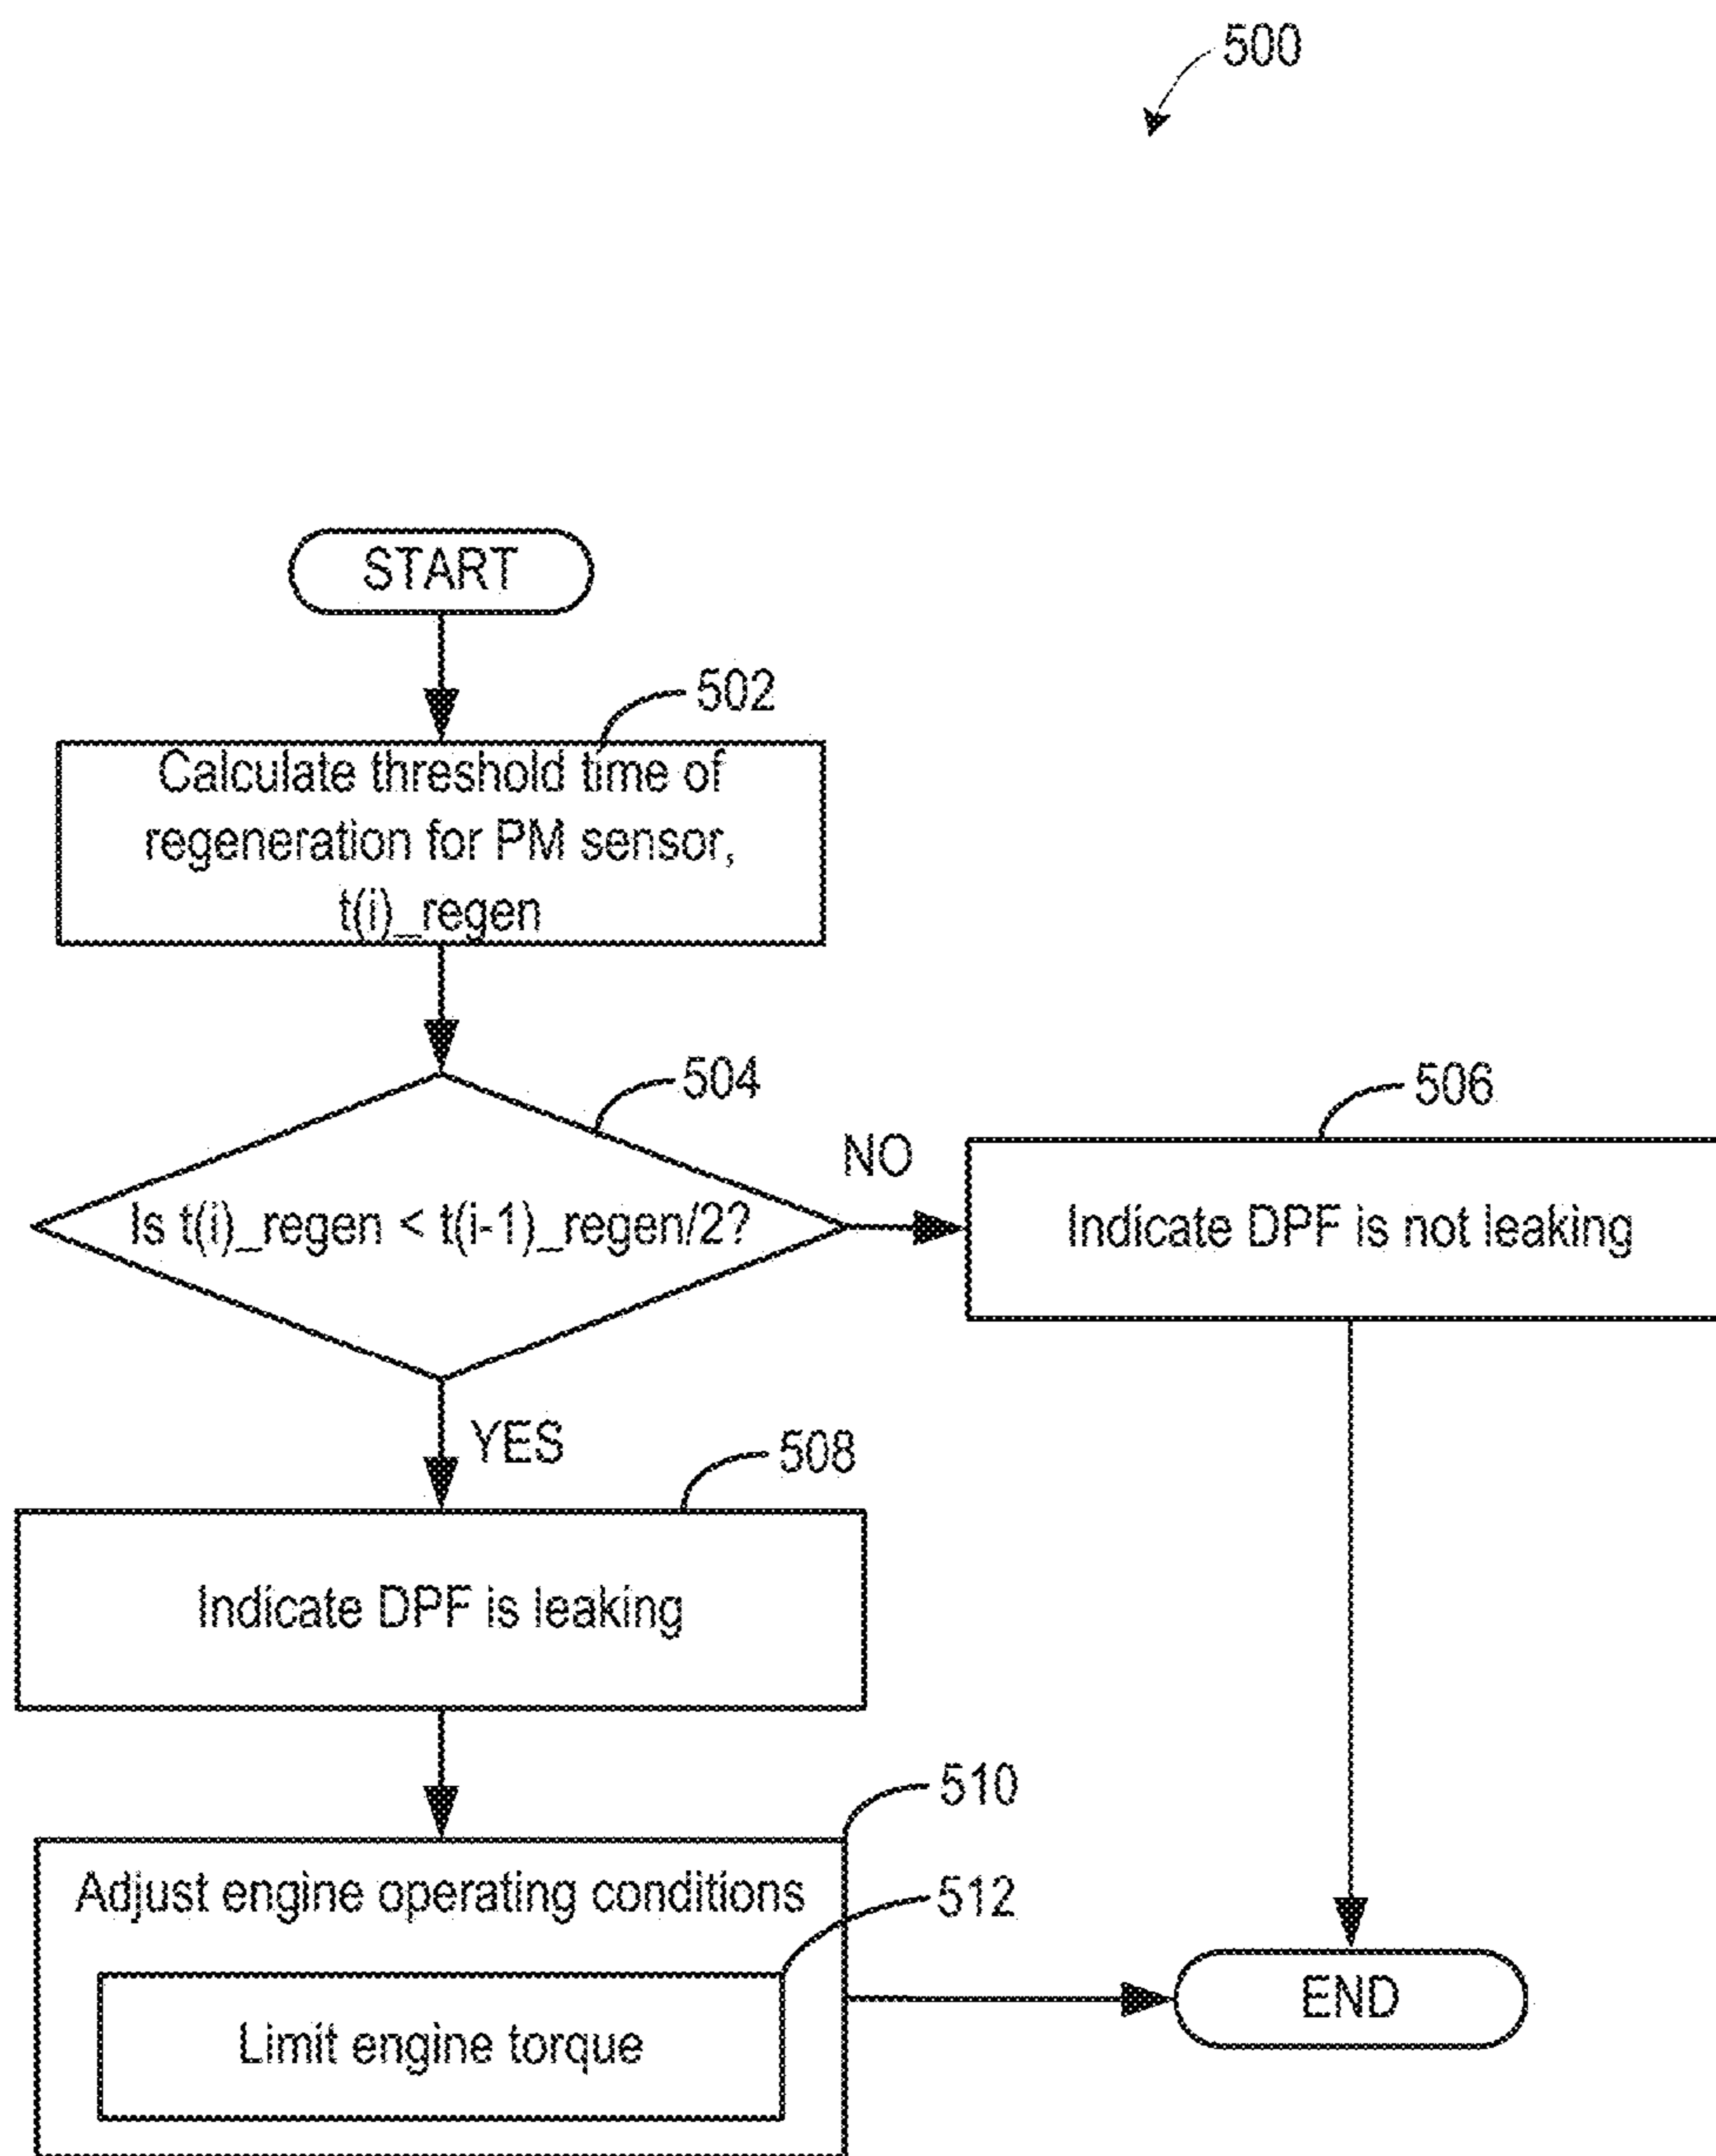 500
START
502
Calculate threshold time of
regeneration for PM sensor,
t(i)_regen
504
Is t(i)_regen < t(i-1)_regen/2?
NO
506
Indicate DPF is not leaking
YES
508
Indicate DPF is leaking
510
Adjust engine operating conditions
512
Limit engine torque
END